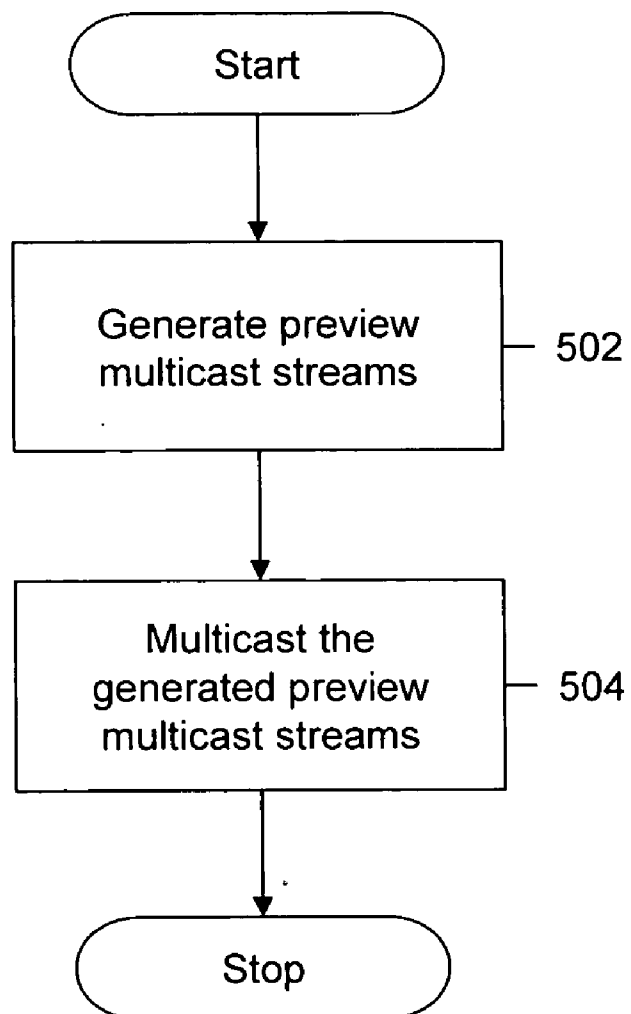 Start
Generate preview
multicast streams
502
Multicast the
generated preview
multicast streams
504
Stop